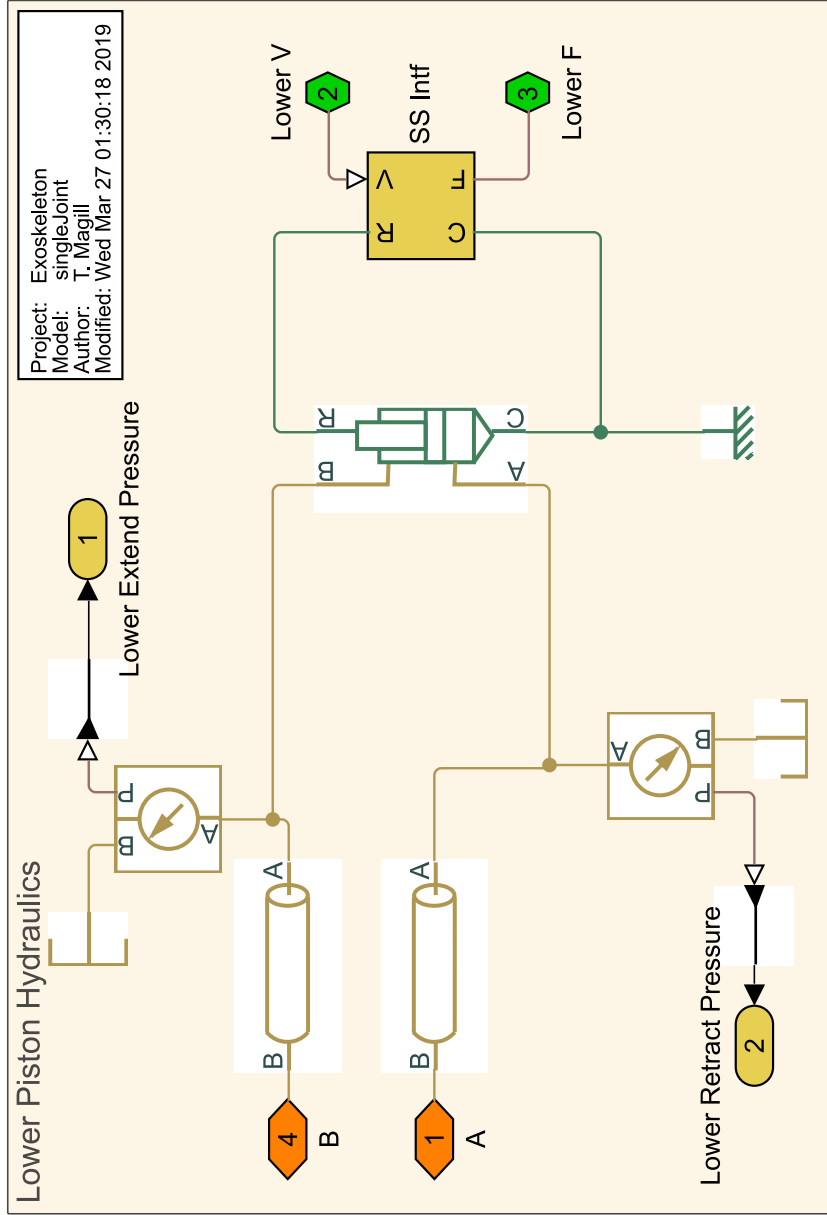 Lower Piston Hydraulics
Project: Exoskeleton
Model: singleJoint
Author: T. Magill
Modified: Wed Mar 27 01:30:18 2019
1
Lower Extend Pressure
B
P
A
B
A
4
B
Lower V
2
B
R
R
V
SS Intf
C
F
B
A
1
A
A
C
3
Lower F
A
P
B
Lower Retract Pressure
2